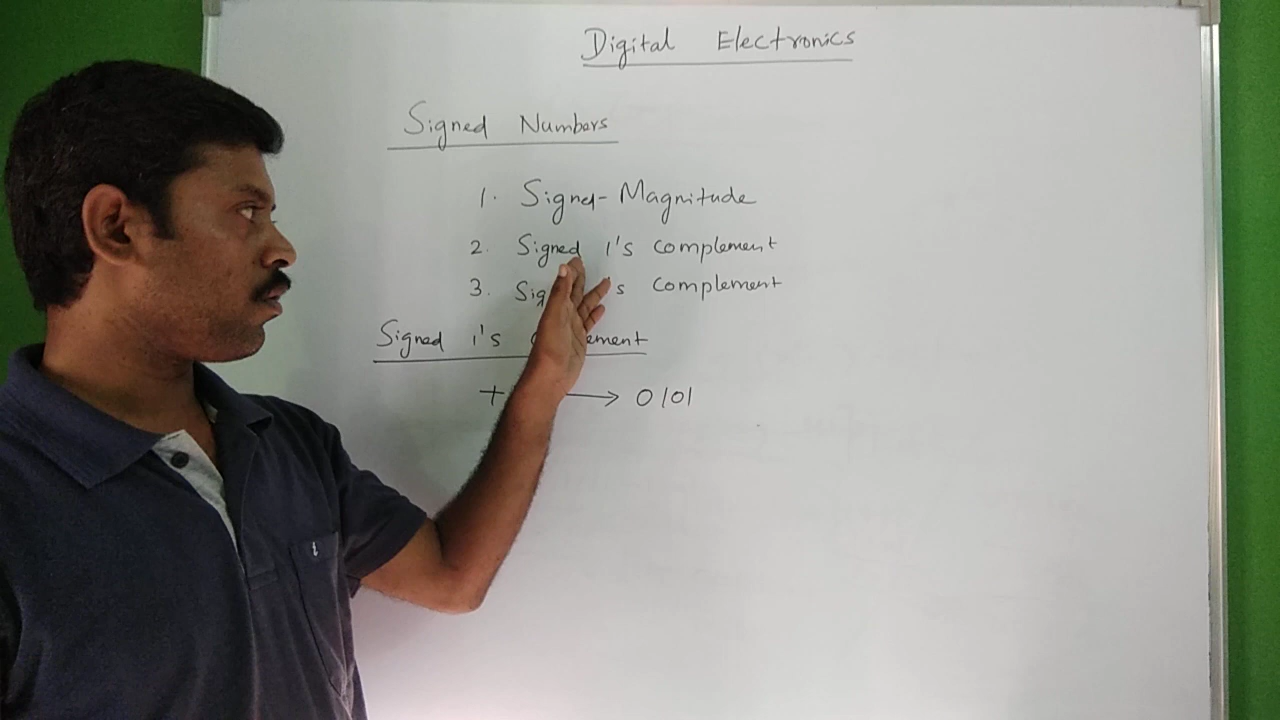 Digital Electronics
Signed Numbers
1. Signed-Magnitude
2. Signed 1's complement
3. Sig 's complement
Signed 1's ement
+ → 0101
t